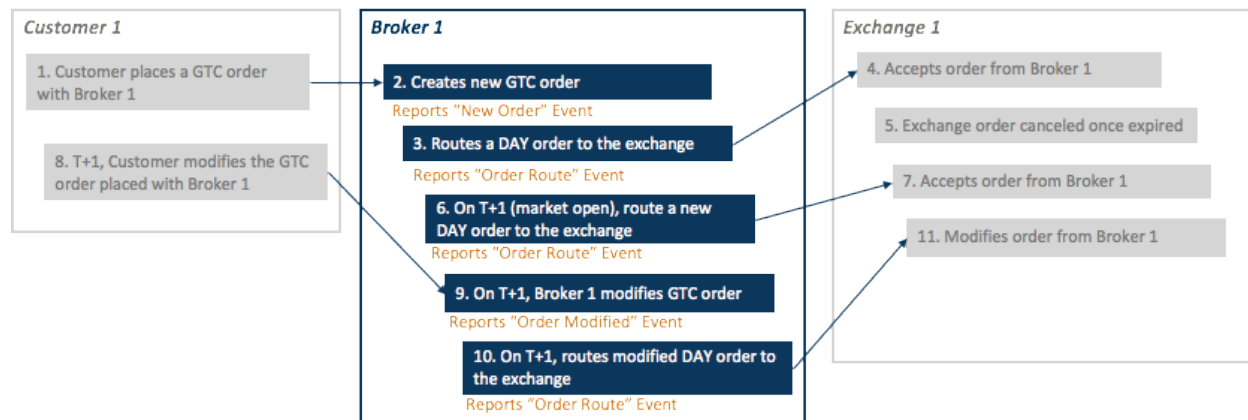 Customer 1
1. Customer places a GTC order
with Broker 1
8. T+1, Customer modifies the GTC
order placed with Broker 1
Broker 1
2. Creates new GTC order
Reports "New Order" Event
3. Routes a DAY order to the exchange
Reports "Order Route" Event
6. On T+1 (market open), route a new
DAY order to the exchange
Reports "Order Route" Event
9. On T+1, Broker 1 modifies GTC order
Reports "Order Modified" Event
10. On T+1, routes modified DAY order to
the exchange
Reports "Order Route" Event
Exchange 1
4. Accepts order from Broker 1
5. Exchange order canceled once expired
7. Accepts order from Broker 1
11. Modifies order from Broker 1